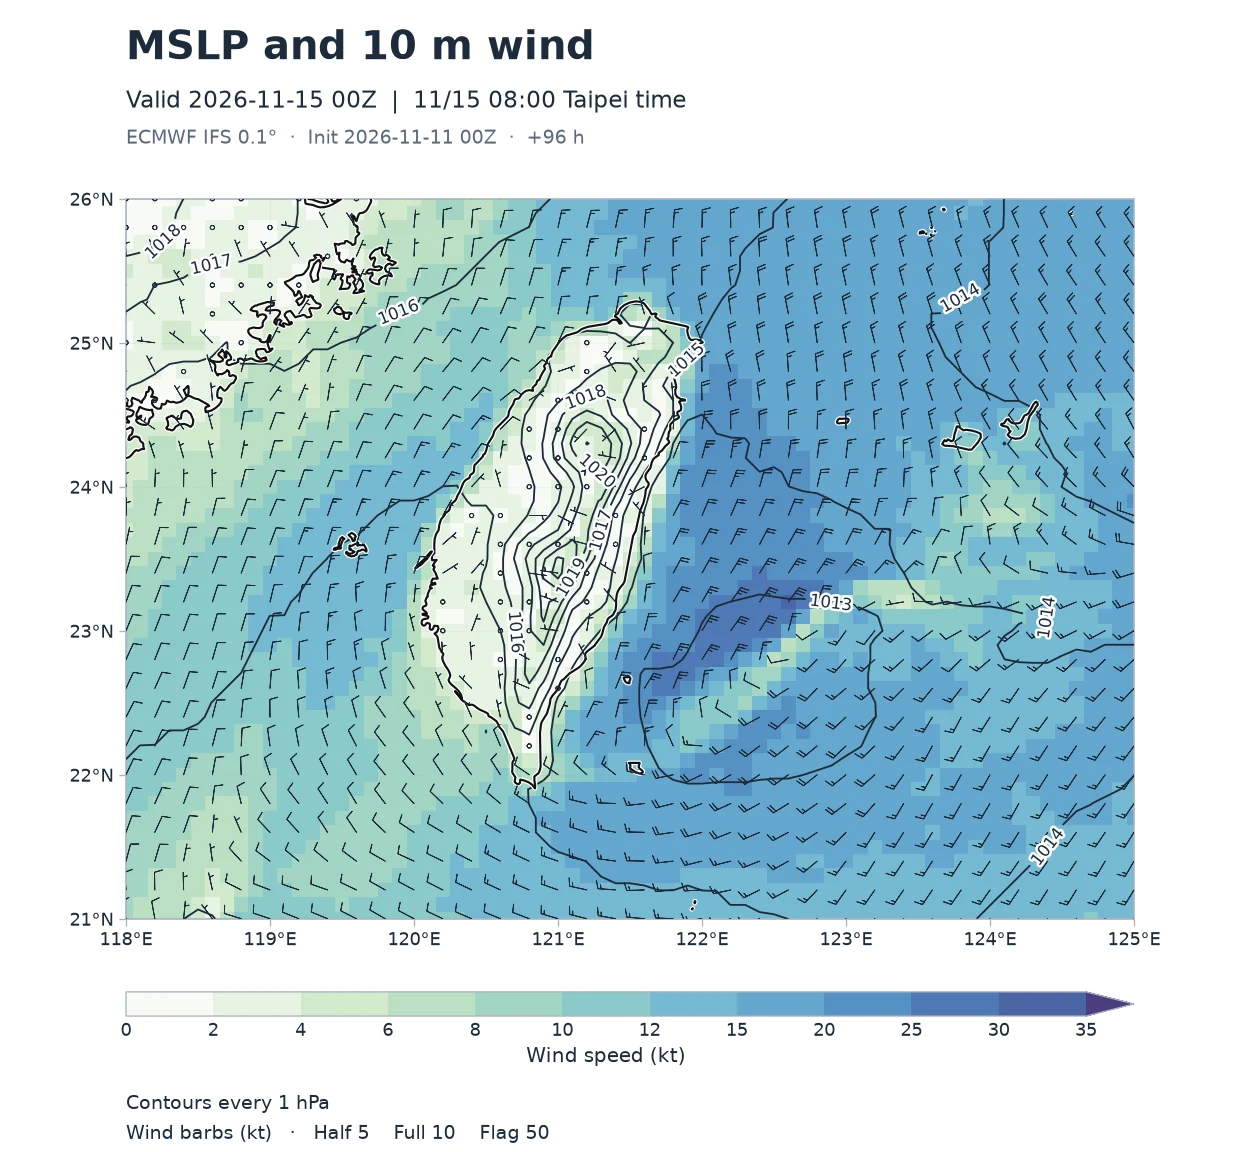 MSLP and 10 m wind
Valid 2026-11-15 00Z | 11/15 08:00 Taipei time
ECMWF IFS 0.1° · Init 2026-11-11 00Z · +96 h
26°N
25°N
24°N
23°N
22°N
21°N
1018
1017
1016
1014
1015
1018
1020
1017
1019
1016
1013
1014
1014
118°E 119°E 120°E 121°E 122°E 123°E 124°E 125°E
0 2 4 6 8 10 12 15 20 25 30 35
Wind speed (kt)
Contours every 1 hPa
Wind barbs (kt) · Half 5 Full 10 Flag 50